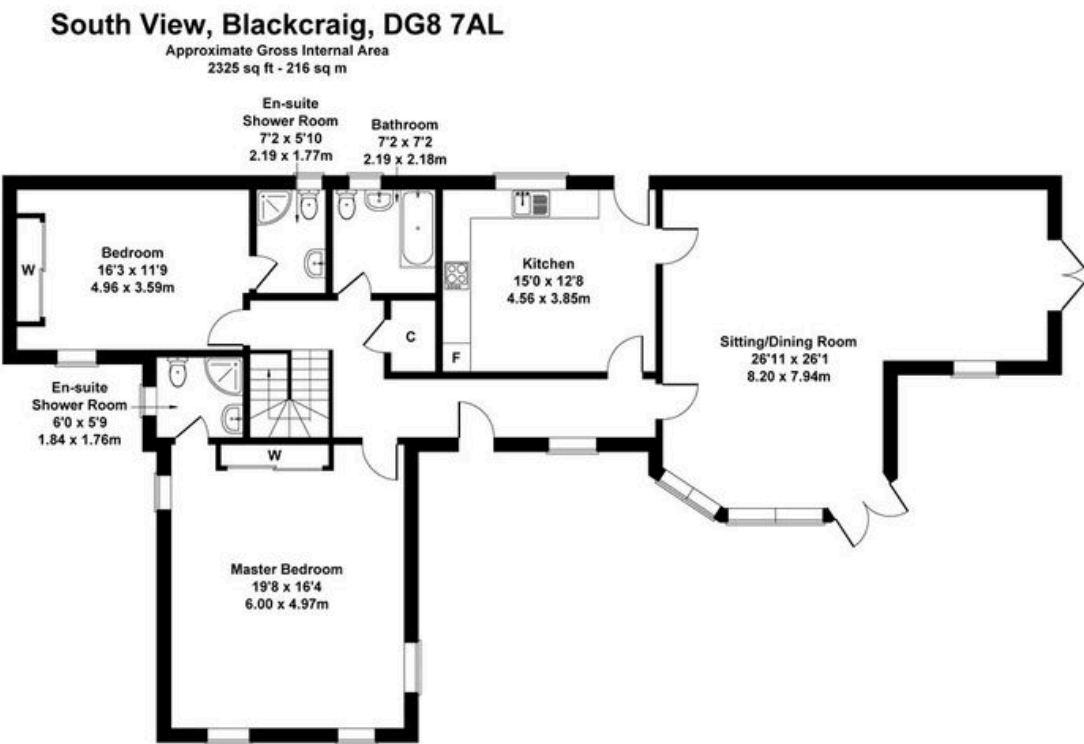 South View, Blackcraig, DG8 7AL
Approximate Gross Internal Area
2325 sq ft - 216 sq m
En-suite
Shower Room
7'2 x 5'10
2.19 x 1.77m
Bathroom
7'2 x 7'2
2.19 x 2.18m
W
Bedroom
16'3 x 11'9
4.96 x 3.59m
Kitchen
15'0 x 12'8
4.56 x 3.85m
C
F
Sitting/Dining Room
26'11 x 26'1
8.20 x 7.94m
En-suite
Shower Room
6'0 x 5'9
1.84 x 1.76m
W
Master Bedroom
19'8 x 16'4
6.00 x 4.97m